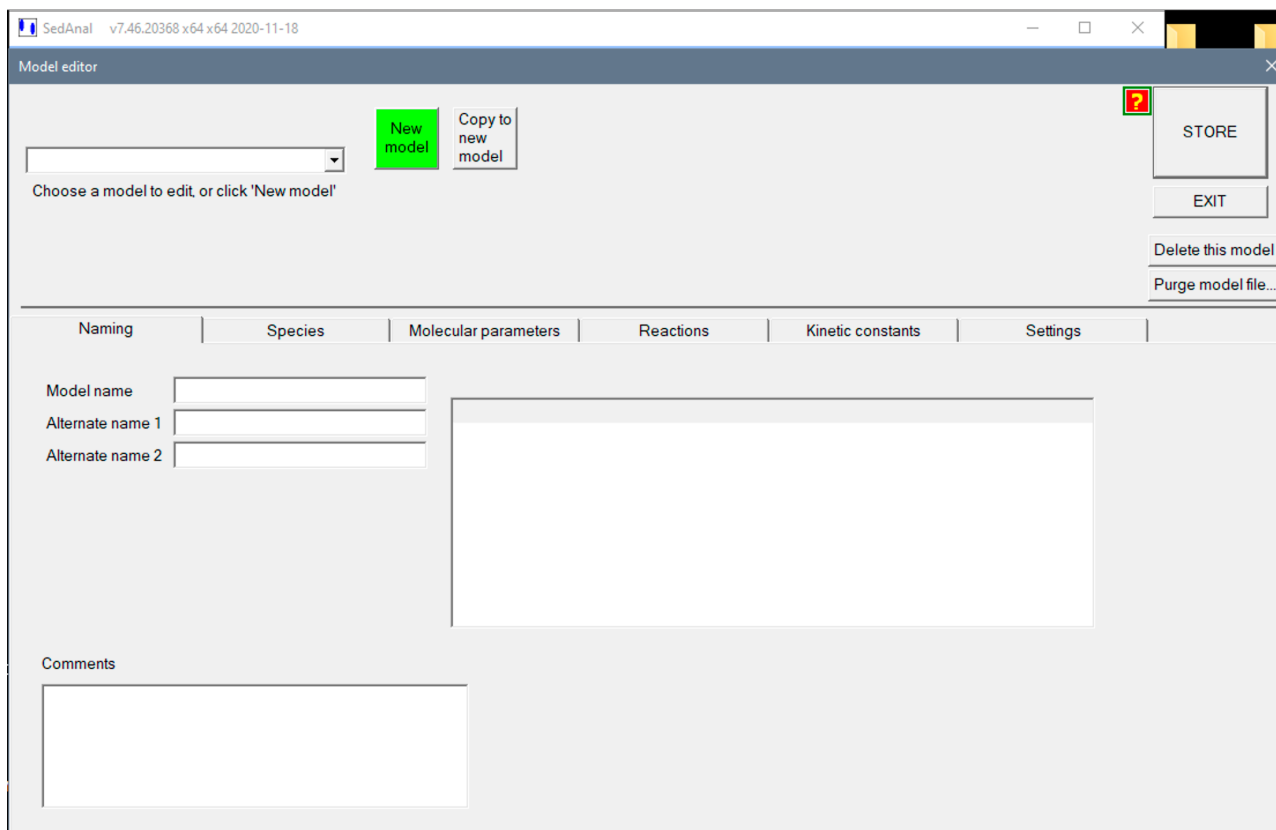 SedAnal v7.46.20368 x64 x64 2020-11-18
Model editor
New
model
Copy to
new
model
?
STORE
Choose a model to edit, or click 'New model'
EXIT
Delete this model
Purge model file...
Naming Species Molecular parameters Reactions Kinetic constants Settings
Model name
Alternate name 1
Alternate name 2
Comments